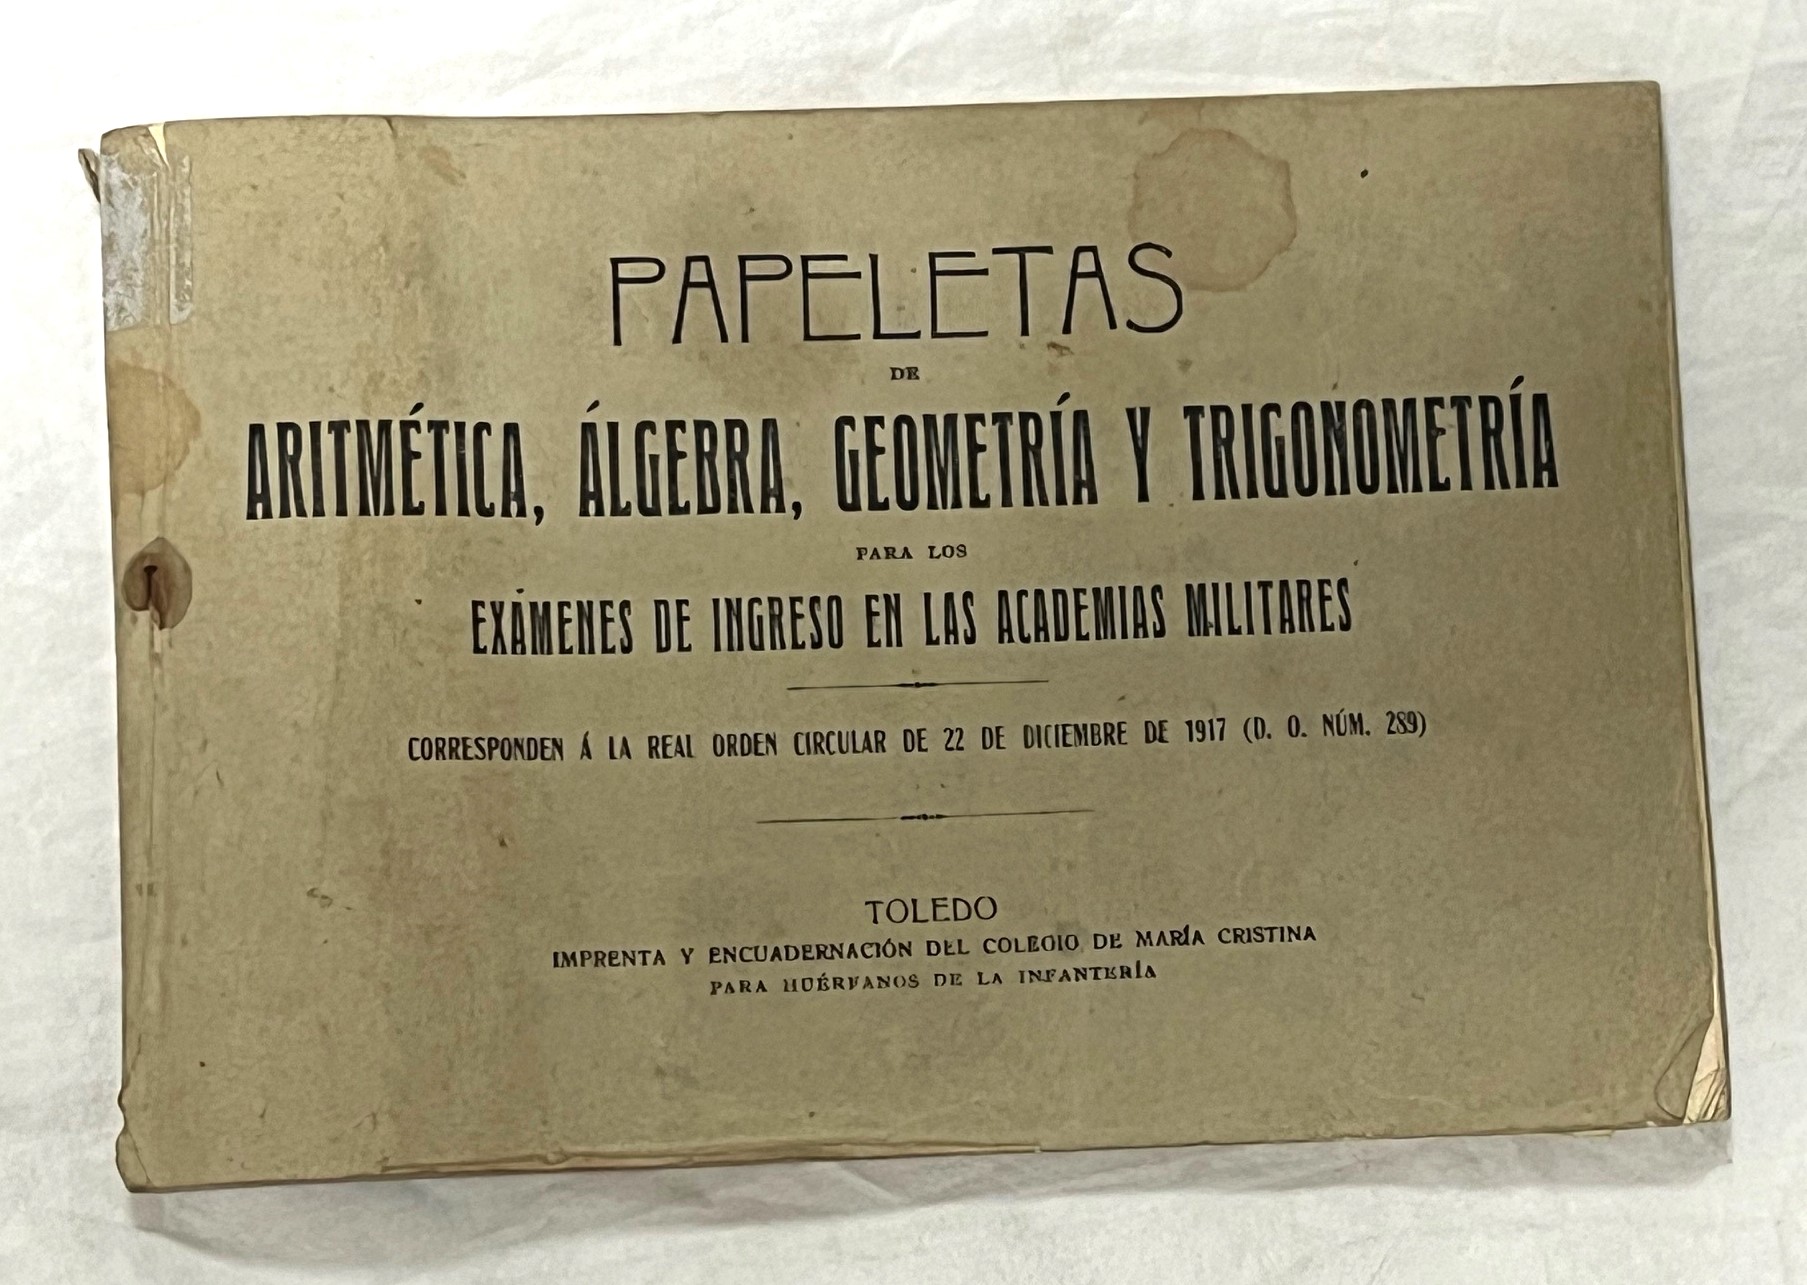 PAPELETAS
DE
ARITMÉTICA, ÁLGEBRA, GEOMETRÍA Y TRIGONOMETRÍA
PARA LOS
EXÁMENES DE INGRESO EN LAS ACADEMIAS MILITARES
CORRESPONDEN Á LA REAL ORDEN CIRCULAR DE 22 DE DICIEMBRE DE 1917 (D. O. NÚM. 289)
TOLEDO
IMPRENTA Y ENCUADERNACIÓN DEL COLEGIO DE MARÍA CRISTINA
PARA HUÉRFANOS DE LA INFANTERÍA